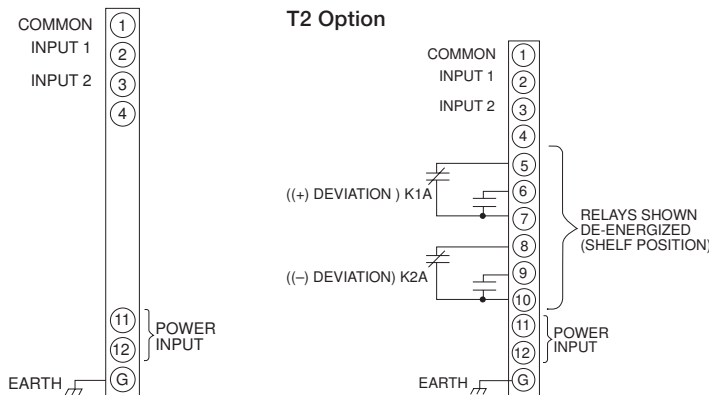 COMMON 1
INPUT 1 2
INPUT 2 3
4
11
12
POWER
INPUT
EARTH G
T2 Option
COMMON 1
INPUT 1 2
INPUT 2 3
4
5
((+) DEVIATION ) K1A 6
7
8
((–) DEVIATION) K2A 9
10
RELAYS SHOWN
DE-ENERGIZED
(SHELF POSITION)
11
12
POWER
INPUT
EARTH G